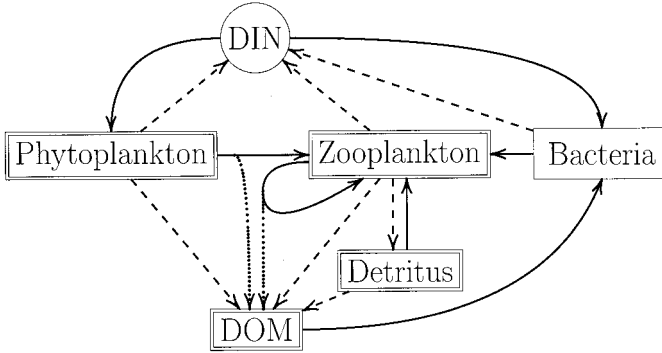 DIN
Phytoplankton
Zooplankton
Bacteria
Detritus
DOM